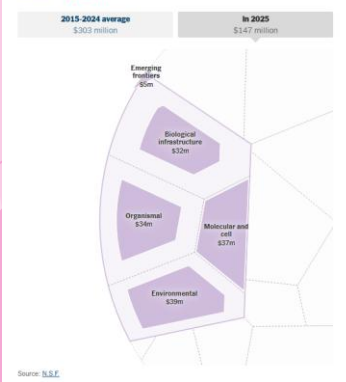 2015-2024 average
$303 million
In 2025
$147 million
Emerging
frontiers
$5m
Biological
infrastructure
$32m
Organismal
$34m
Molecular and
cell
$37m
Environmental
$39m
Source: N.S.F.